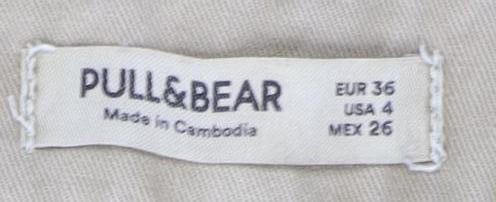 PULL&BEAR
Made in Cambodia
EUR 36
USA 4
MEX 26